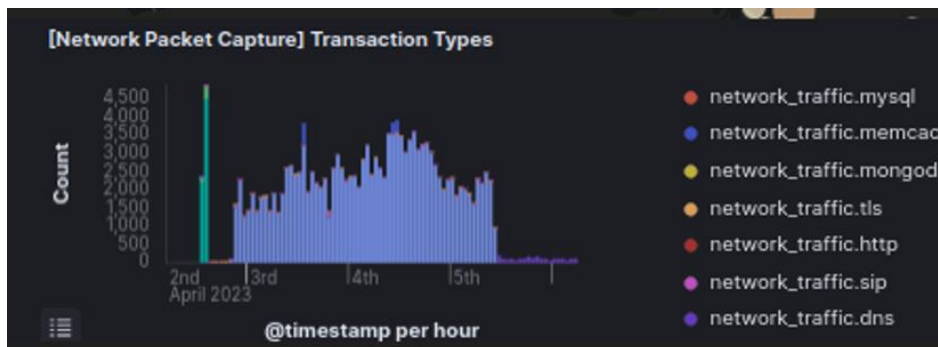 [Network Packet Capture] Transaction Types
4,500
4,000
3,500
3,000
2,500
2,000
1,500
1,000
500
0
Count
2nd
3rd
4th
5th
April 2023
@timestamp per hour
network_traffic.mysql
network_traffic.memcac
network_traffic.mongod
network_traffic.tls
network_traffic.http
network_traffic.sip
network_traffic.dns